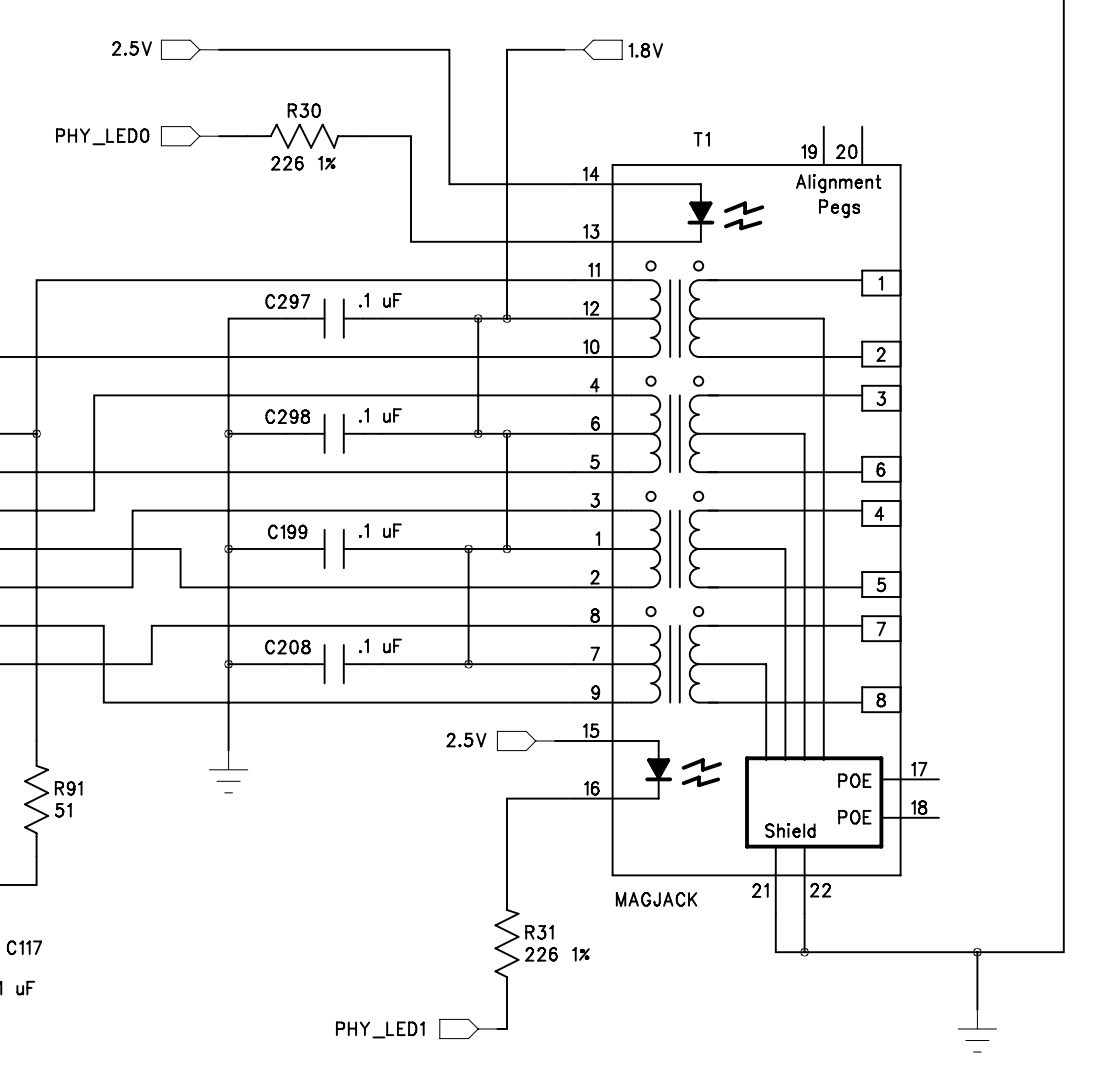 2.5V
1.8V
R30
PHY_LED0
226 1%
T1
19 20
Alignment
Pegs
14
13
11
1
C297 .1 uF
12
10
2
4
3
C298 .1 uF
6
5
6
3
4
C199 .1 uF
1
2
5
8
7
C208 .1 uF
7
9
8
2.5V
15
16
POE 17
POE 18
Shield
R91
51
21 22
MAGJACK
R31
226 1%
C117
1 uF
PHY_LED1